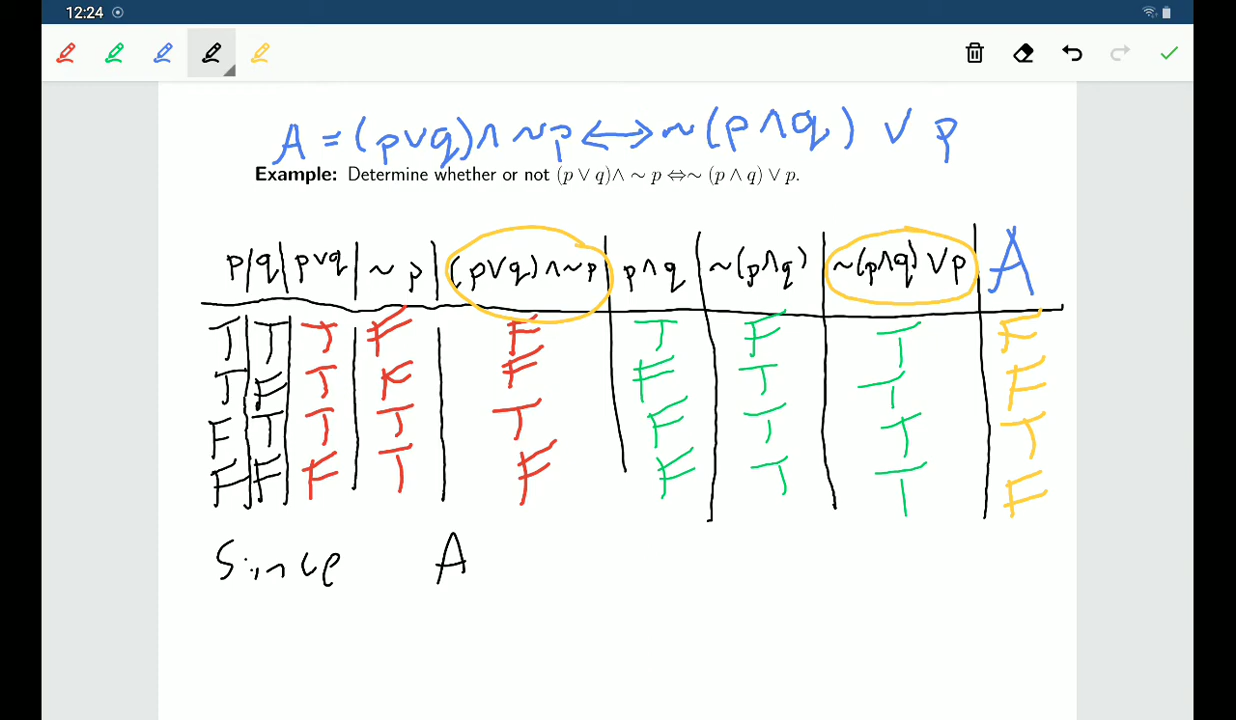 12:24
A = (p∨q)∧ ~p ⟷ ~(p∧q) ∨ p
Example: Determine whether or not (p ∨ q)∧ ∼ p ⇔∼ (p ∧ q) ∨ p.
p q p∨q ~p (p∨q)∧~p p∧q ~(p∧q) ~(p∧q)∨p A
T T T F F T F T F
T F T F F F T T F
F T T T T F T T T
F F F T F F T T F
Since A